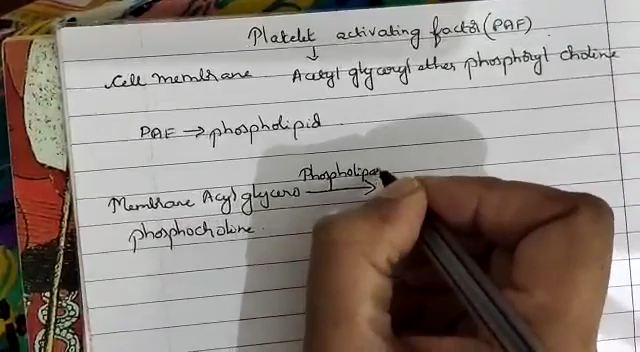 Platelet activating factor (PAF)
↓
Cell membrane Acetyl glyceryl ether phosphoryl choline
PAF → phospholipid
Phospholipa
Membrane Acyl glycero →
phosphocholine